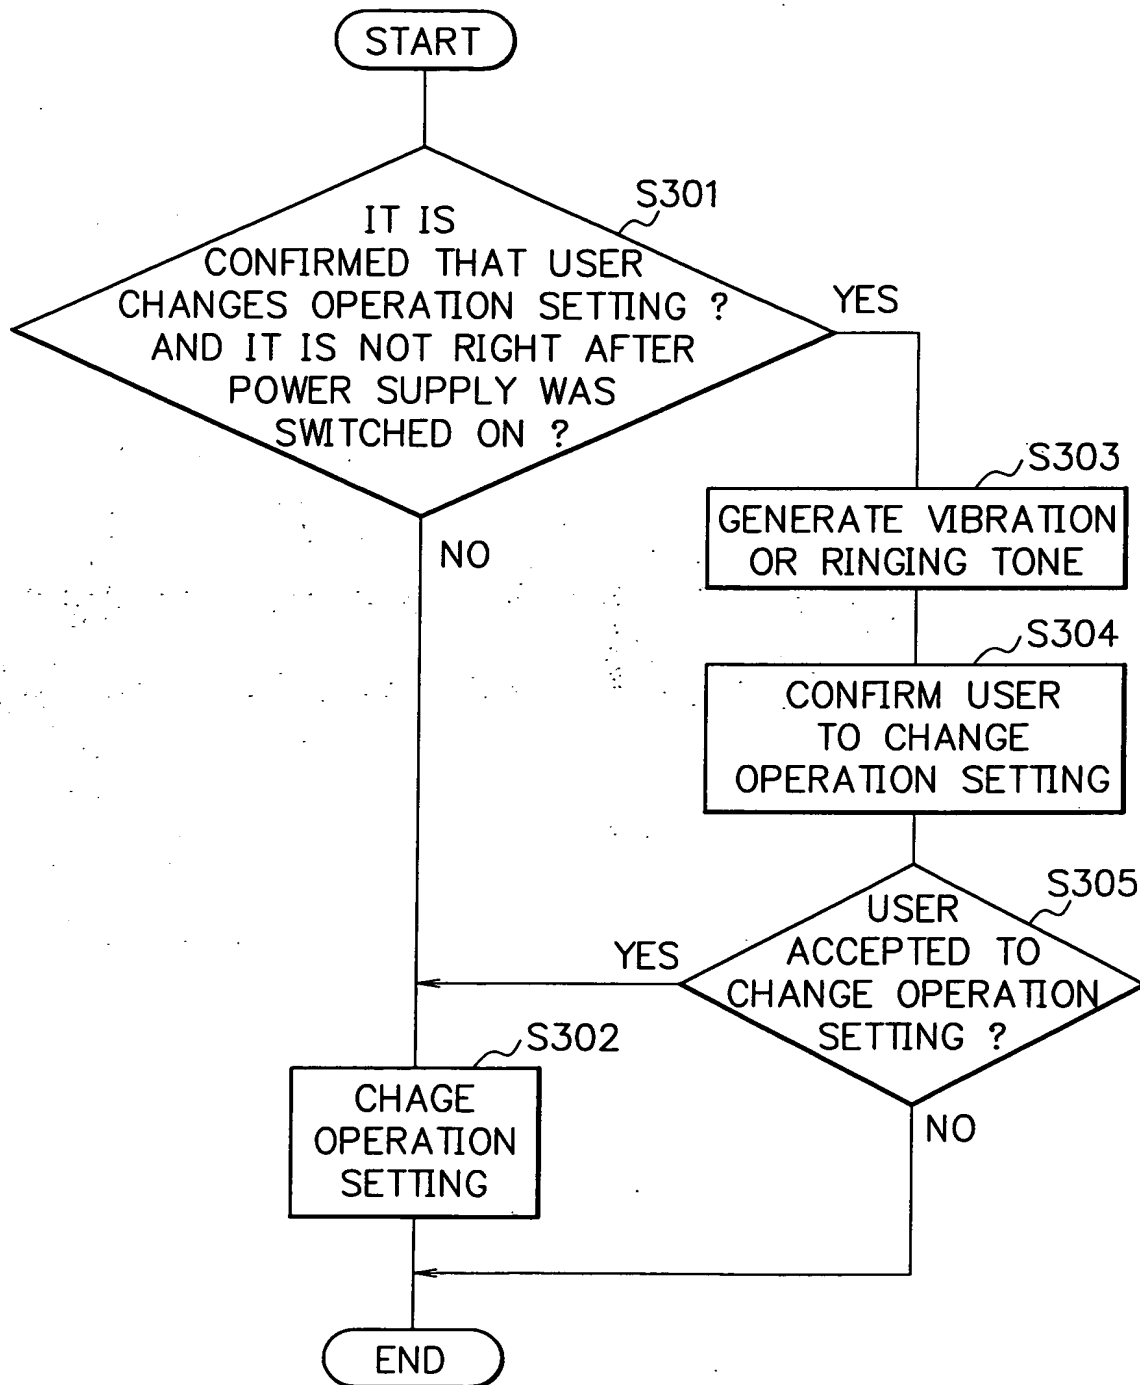 START
S301
IT IS
CONFIRMED THAT USER
CHANGES OPERATION SETTING ?
AND IT IS NOT RIGHT AFTER
POWER SUPPLY WAS
SWITCHED ON ?
YES
NO
S303
GENERATE VIBRATION
OR RINGING TONE
S304
CONFIRM USER
TO CHANGE
OPERATION SETTING
S305
USER
ACCEPTED TO
CHANGE OPERATION
SETTING ?
YES
NO
S302
CHAGE
OPERATION
SETTING
END